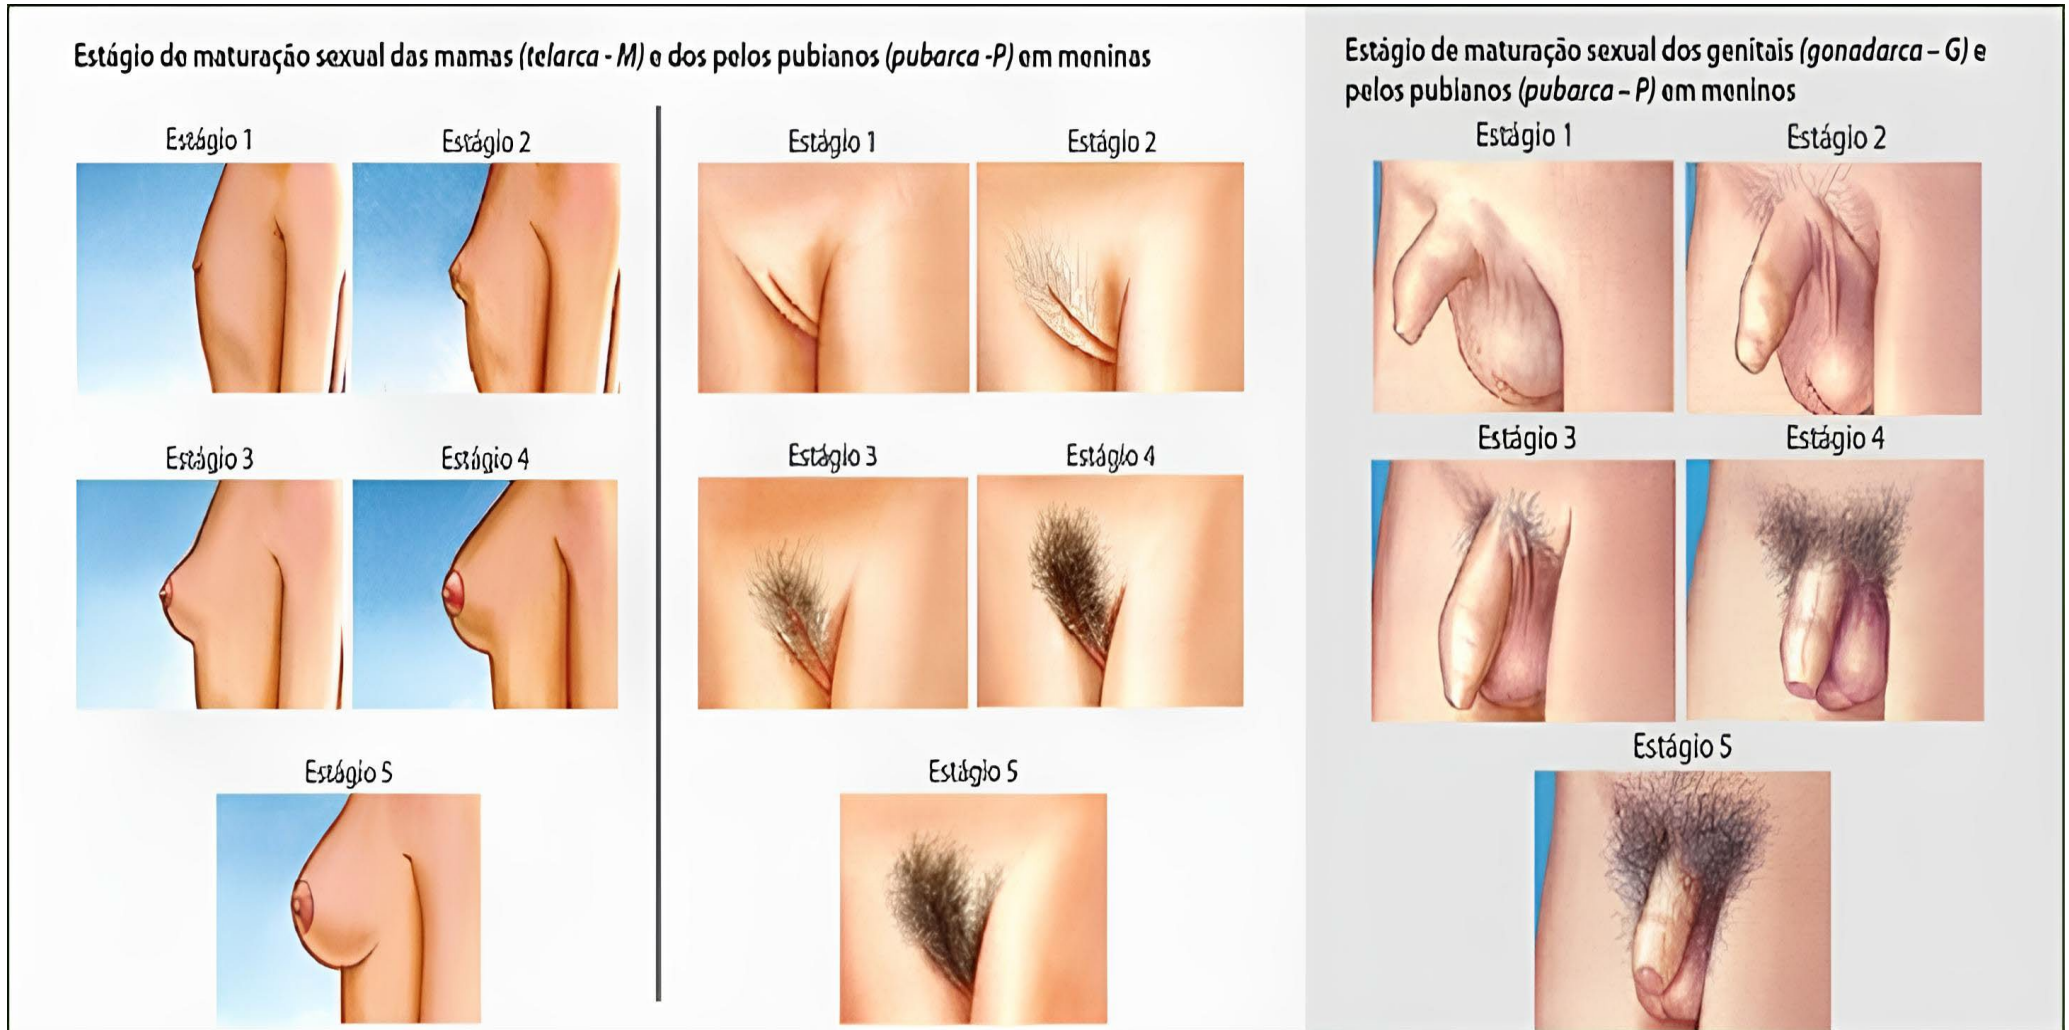 Estágio de maturação sexual das mamas (telarca - M) e dos pelos pubianos (pubarca -P) em meninas
Estágio 1
Estágio 2
Estágio 3
Estágio 4
Estágio 5
Estágio 1
Estágio 2
Estágio 3
Estágio 4
Estágio 5
Estágio de maturação sexual dos genitais (gonadarca – G) e
pelos pubianos (pubarca – P) em meninos
Estágio 1
Estágio 2
Estágio 3
Estágio 4
Estágio 5